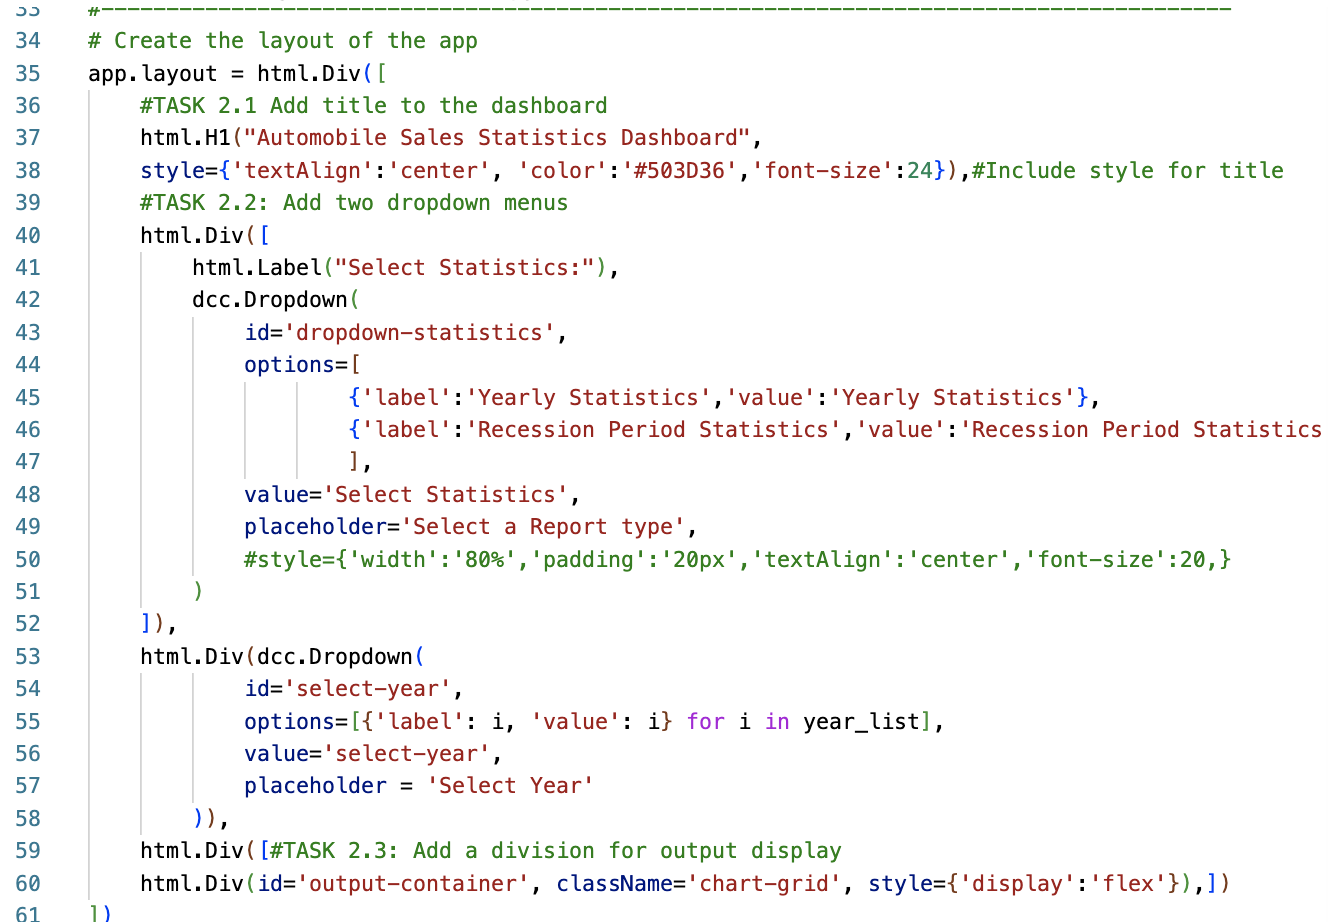 33 #---------------------------------------------------------------------------------------
34 # Create the layout of the app
35 app.layout = html.Div([
36     #TASK 2.1 Add title to the dashboard
37     html.H1("Automobile Sales Statistics Dashboard",
38     style={'textAlign':'center', 'color':'#503D36','font-size':24}),#Include style for title
39     #TASK 2.2: Add two dropdown menus
40     html.Div([
41         html.Label("Select Statistics:"),
42         dcc.Dropdown(
43             id='dropdown-statistics',
44             options=[
45                     {'label':'Yearly Statistics','value':'Yearly Statistics'},
46                     {'label':'Recession Period Statistics','value':'Recession Period Statistics
47                     ],
48             value='Select Statistics',
49             placeholder='Select a Report type',
50             #style={'width':'80%','padding':'20px','textAlign':'center','font-size':20,}
51         )
52     ]),
53     html.Div(dcc.Dropdown(
54             id='select-year',
55             options=[{'label': i, 'value': i} for i in year_list],
56             value='select-year',
57             placeholder = 'Select Year'
58         )),
59     html.Div([#TASK 2.3: Add a division for output display
60     html.Div(id='output-container', className='chart-grid', style={'display':'flex'}),])
61 ])